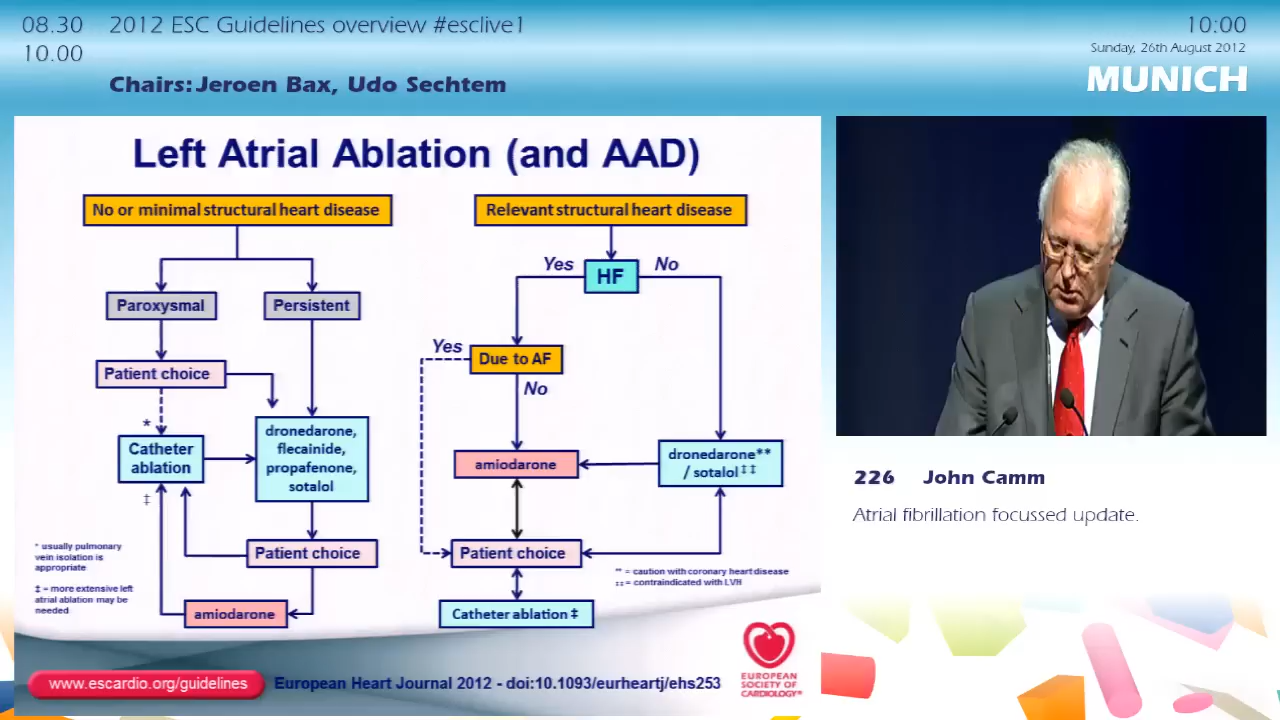 08.30 2012 ESC Guidelines overview #esclive1
10.00
Chairs: Jeroen Bax, Udo Sechtem
10:00
Sunday, 26th August 2012
MUNICH
Left Atrial Ablation (and AAD)
No or minimal structural heart disease
Paroxysmal
Persistent
Patient choice
*
Catheter
ablation
‡
dronedarone,
flecainide,
propafenone,
sotalol
Patient choice
amiodarone
* usually pulmonary
vein isolation is
appropriate
‡ = more extensive left
atrial ablation may be
needed
Relevant structural heart disease
Yes
HF
No
Yes
Due to AF
No
amiodarone
dronedarone**
/ sotalol‡‡
Patient choice
** = caution with coronary heart disease
‡‡ = contraindicated with LVH
Catheter ablation ‡
www.escardio.org/guidelines
European Heart Journal 2012 - doi:10.1093/eurheartj/ehs253
EUROPEAN
SOCIETY OF
CARDIOLOGY®
226 John Camm
Atrial fibrillation focussed update.